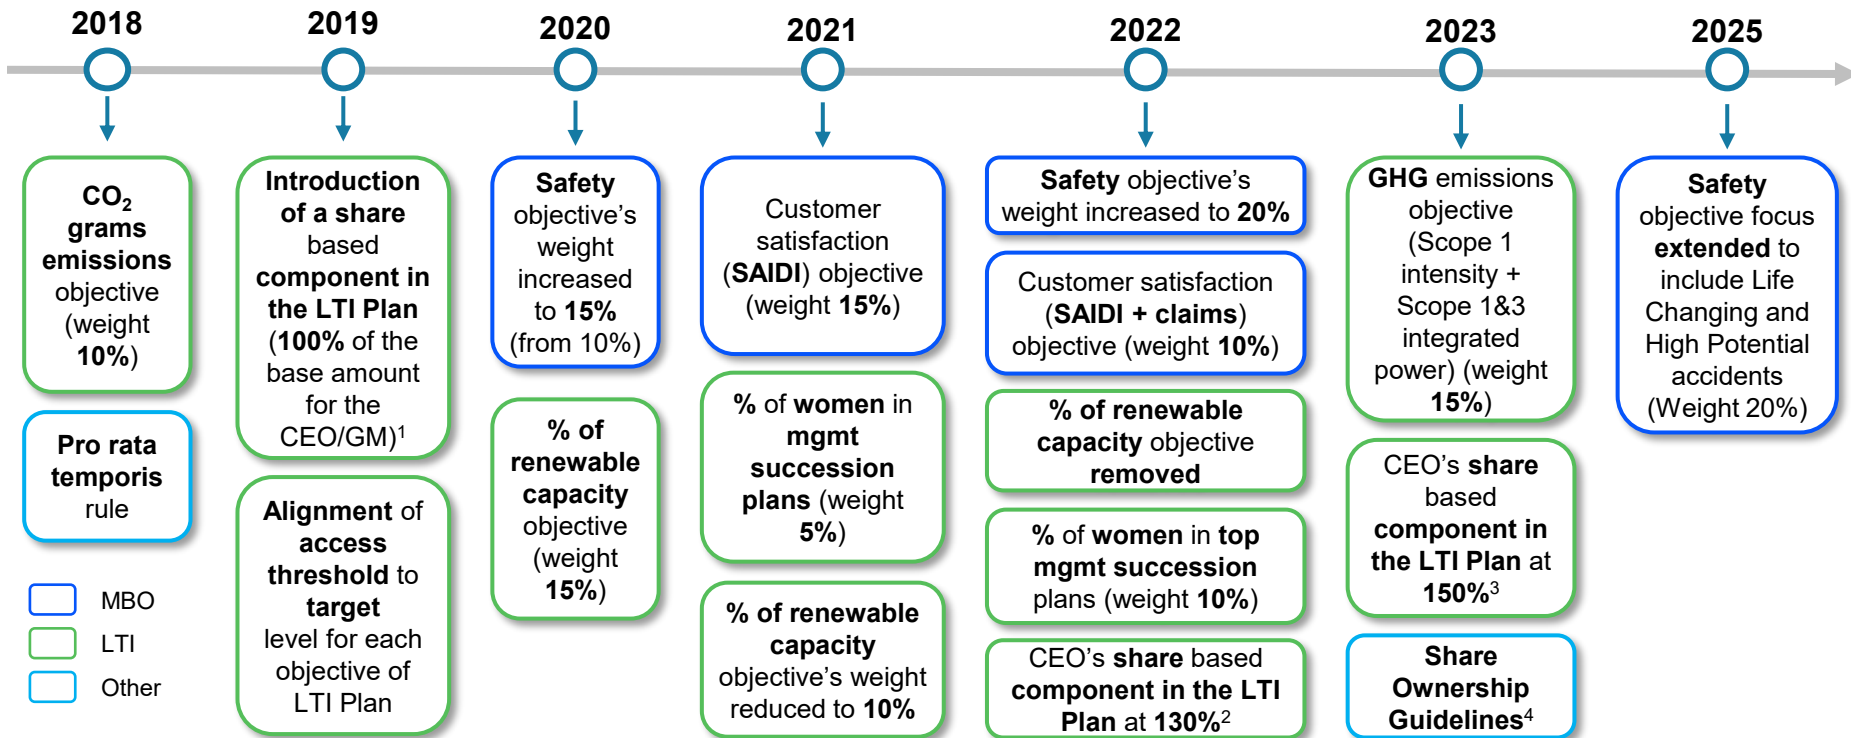 2018
2019
2020
2021
2022
2023
2025
CO₂
grams
emissions
objective
(weight
10%)
Pro rata
temporis
rule
MBO
LTI
Other
Introduction
of a share
based
component in
the LTI Plan
(100% of the
base amount
for the
CEO/GM)¹
Alignment of
access
threshold to
target
level for each
objective of
LTI Plan
Safety
objective’s
weight
increased
to 15%
(from 10%)
% of
renewable
capacity
objective
(weight
15%)
Customer
satisfaction
(SAIDI) objective
(weight 15%)
% of women in
mgmt
succession
plans (weight
5%)
% of renewable
capacity
objective’s weight
reduced to 10%
Safety objective’s
weight increased to 20%
Customer satisfaction
(SAIDI + claims)
objective (weight 10%)
% of renewable
capacity objective
removed
% of women in top
mgmt succession
plans (weight 10%)
CEO’s share based
component in the LTI
Plan at 130%²
GHG emissions
objective
(Scope 1
intensity +
Scope 1&3
integrated
power) (weight
15%)
CEO’s share
based
component in
the LTI Plan at
150%³
Share
Ownership
Guidelines⁴
Safety
objective focus
extended to
include Life
Changing and
High Potential
accidents
(Weight 20%)